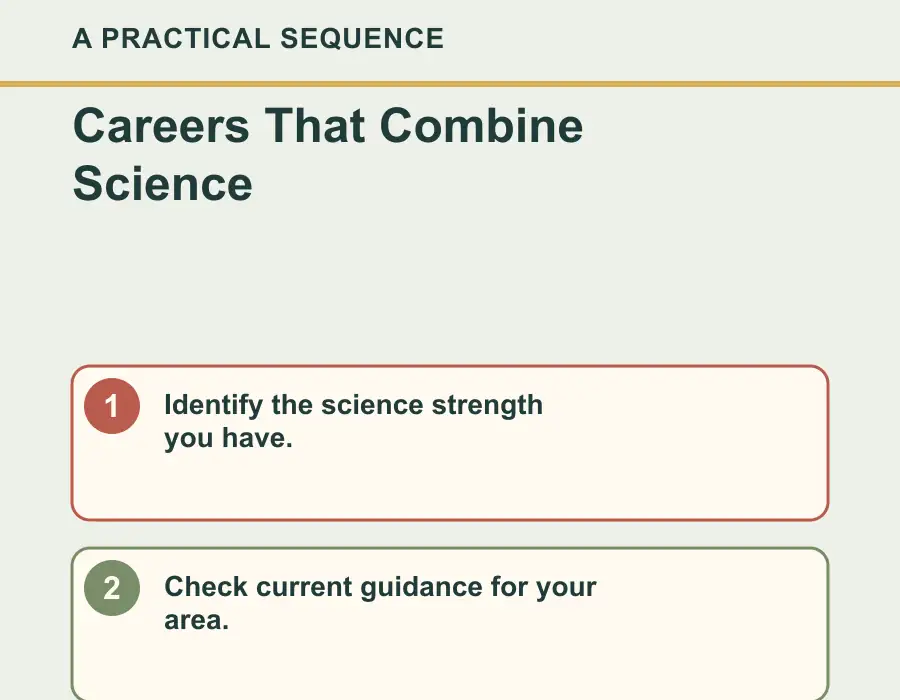 A PRACTICAL SEQUENCE
Careers That Combine
Science
1
Identify the science strength
you have.
2
Check current guidance for your
area.